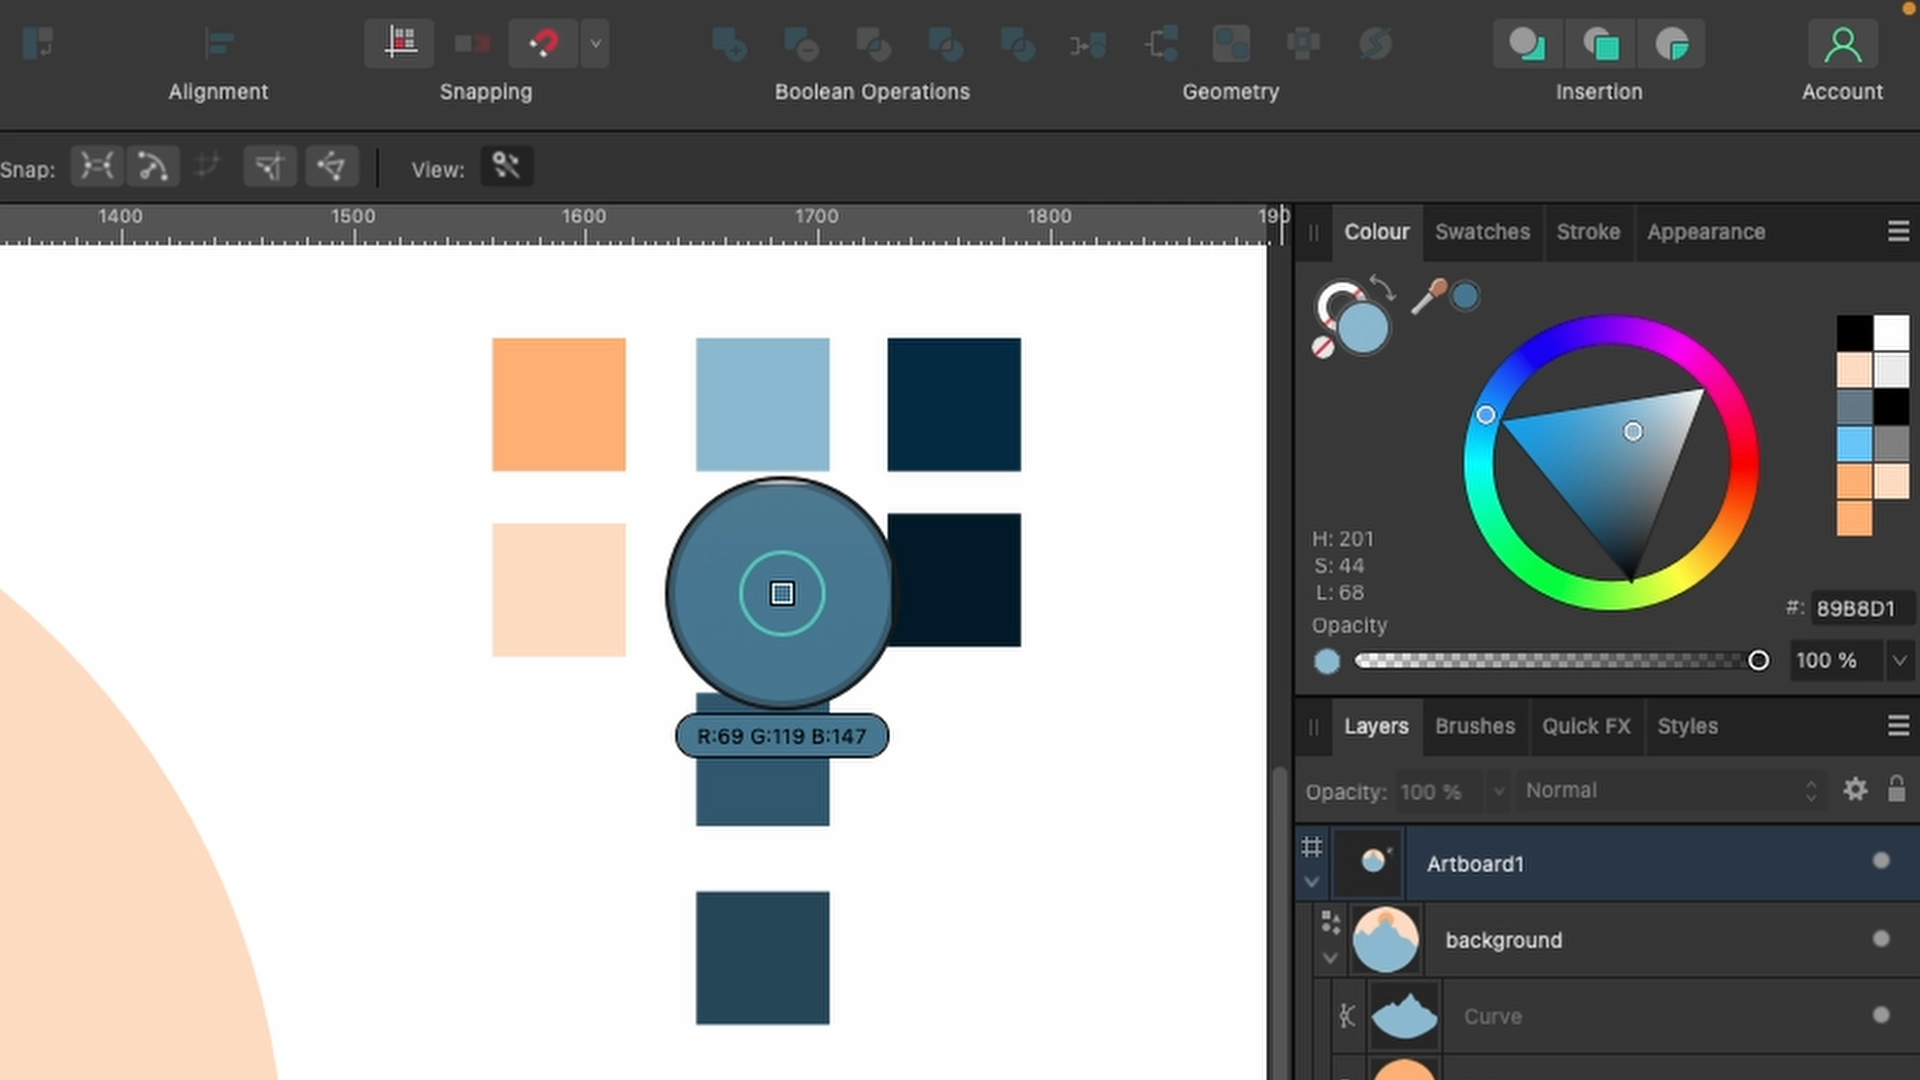 Alignment
Snapping
Boolean Operations
Geometry
Insertion
Account
Snap:
View:
1400
1500
1600
1700
1800
190
Colour
Swatches
Stroke
Appearance
H: 201
S: 44
L: 68
#: 89B8D1
Opacity
100 %
R:69 G:119 B:147
Layers
Brushes
Quick FX
Styles
Opacity: 100 %
Normal
Artboard1
background
Curve